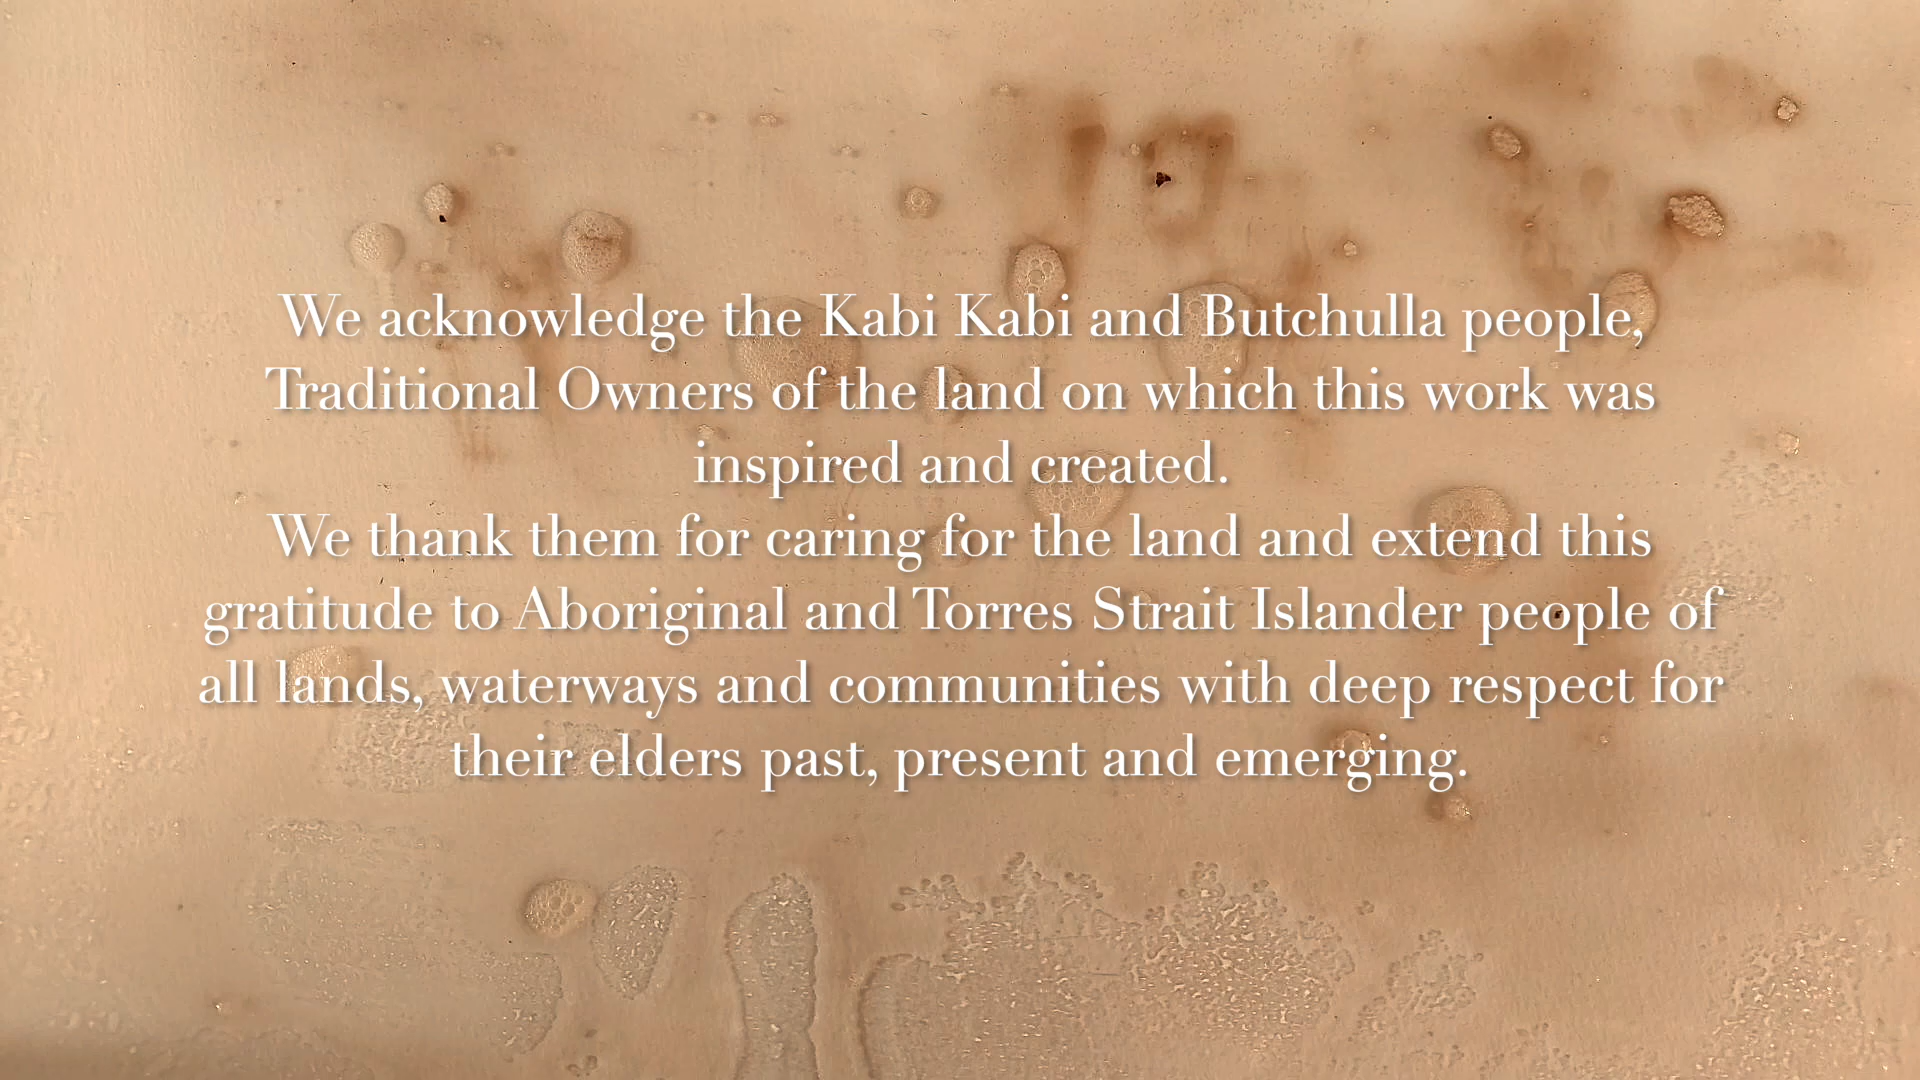 We acknowledge the Kabi Kabi and Butchulla people,
Traditional Owners of the land on which this work was
inspired and created.
We thank them for caring for the land and extend this
gratitude to Aboriginal and Torres Strait Islander people of
all lands, waterways and communities with deep respect for
their elders past, present and emerging.